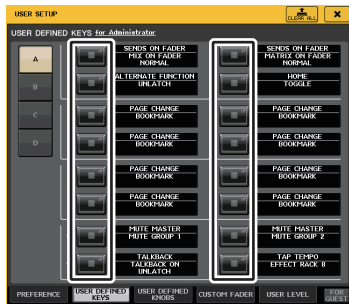 USER SETUP
CLEAR ALL
USER DEFINED KEYS for Administrator
A
B
C
D
SENDS ON FADER
MIX ON FADER
NORMAL
ALTERNATE FUNCTION
UNLATCH
PAGE CHANGE
BOOKMARK
PAGE CHANGE
BOOKMARK
PAGE CHANGE
BOOKMARK
PAGE CHANGE
BOOKMARK
MUTE MASTER
MUTE GROUP 1
TALKBACK
TALKBACK ON
UNLATCH
SENDS ON FADER
MATRIX ON FADER
NORMAL
HOME
TOGGLE
PAGE CHANGE
BOOKMARK
PAGE CHANGE
BOOKMARK
PAGE CHANGE
BOOKMARK
PAGE CHANGE
BOOKMARK
MUTE MASTER
MUTE GROUP 2
TAP TEMPO
EFFECT RACK 8
PREFERENCE
USER DEFINED
KEYS
USER DEFINED
KNOBS
CUSTOM FADER
USER LEVEL
FOR
GUEST